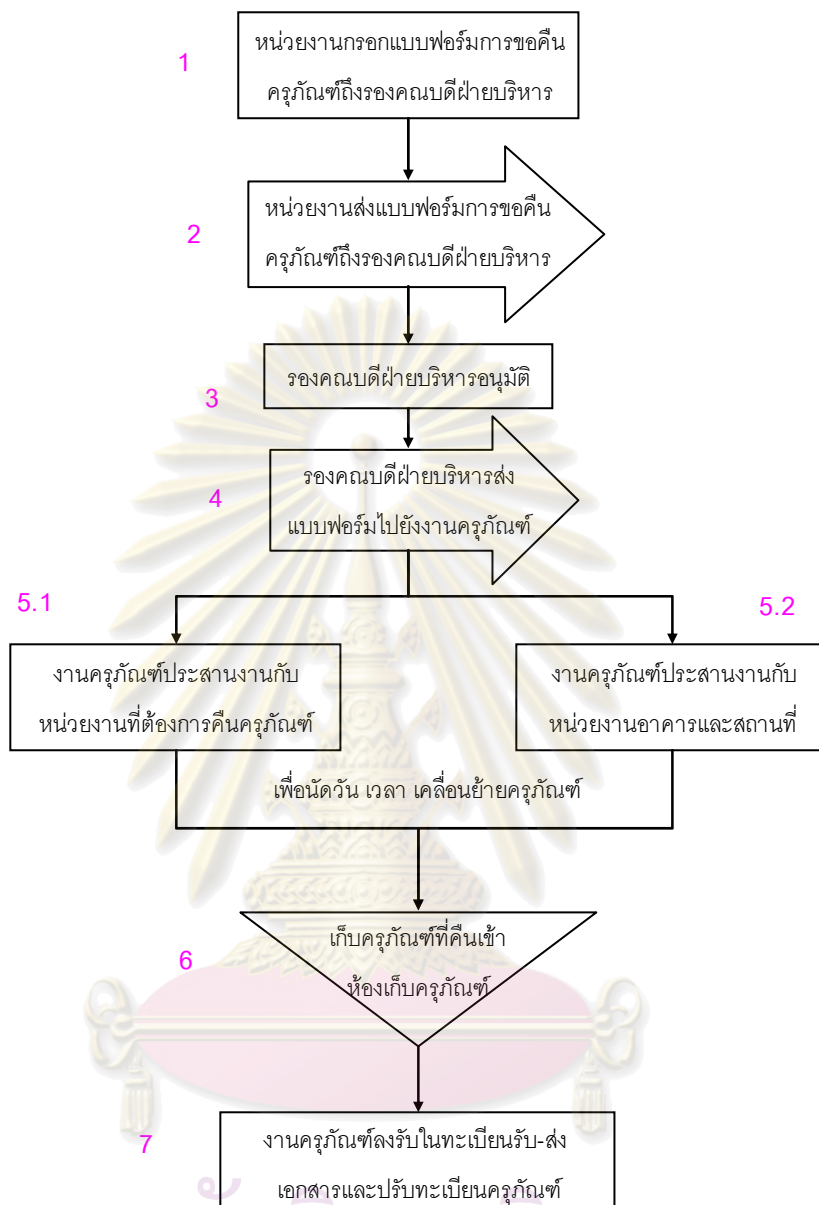 1
หน่วยงานกรอกแบบฟอร์มการขอคืน
ครุภัณฑ์ถึงรองคณบดีฝ่ายบริหาร
2
หน่วยงานส่งแบบฟอร์มการขอคืน
ครุภัณฑ์ถึงรองคณบดีฝ่ายบริหาร
3
รองคณบดีฝ่ายบริหารอนุมัติ
4
รองคณบดีฝ่ายบริหารส่ง
แบบฟอร์มไปยังงานครุภัณฑ์
5.1
งานครุภัณฑ์ประสานงานกับ
หน่วยงานที่ต้องการคืนครุภัณฑ์
5.2
งานครุภัณฑ์ประสานงานกับ
หน่วยงานอาคารและสถานที่
เพื่อนัดวัน เวลา เคลื่อนย้ายครุภัณฑ์
6
เก็บครุภัณฑ์ที่คืนเข้า
ห้องเก็บครุภัณฑ์
7
งานครุภัณฑ์ลงรับในทะเบียนรับ-ส่ง
เอกสารและปรับทะเบียนครุภัณฑ์